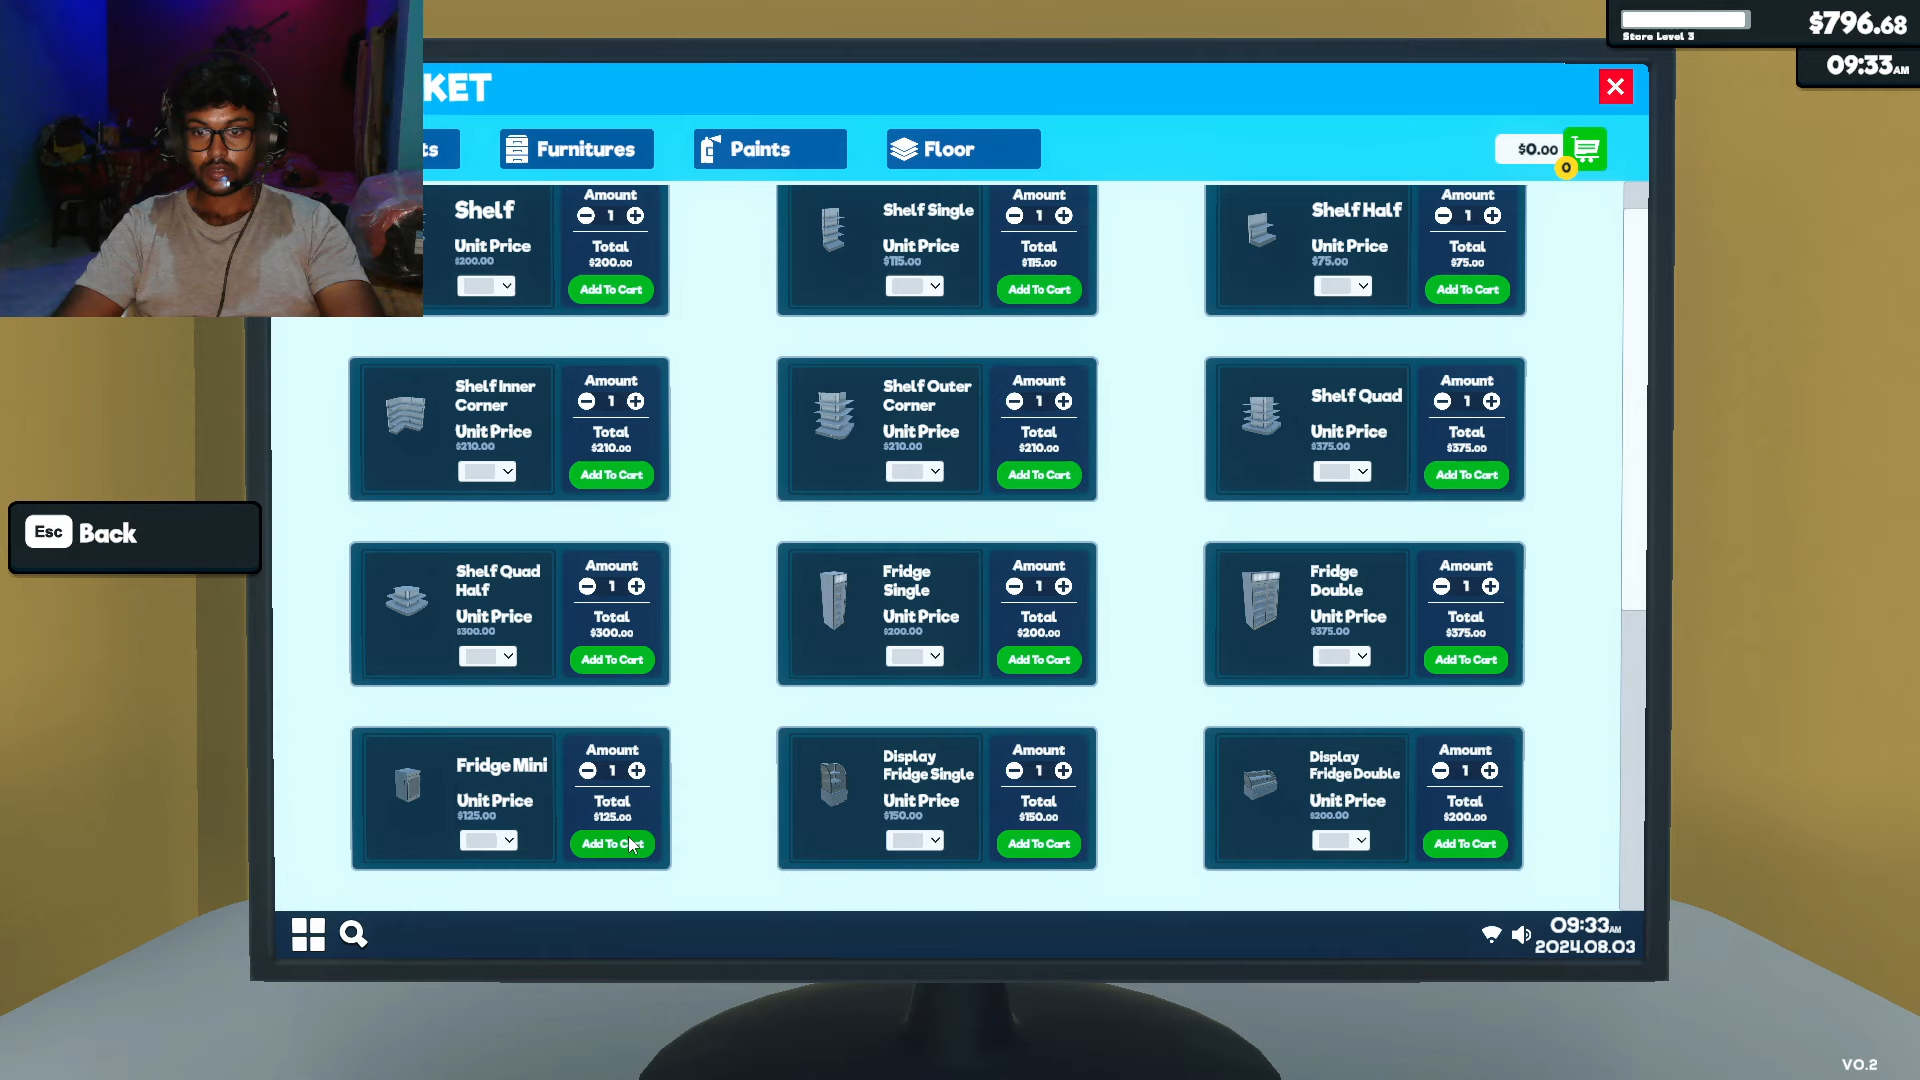 $796.68
Store Level 3
09:33AM
KET
ts
Furnitures
Paints
Floor
$0.00
0
Shelf
Unit Price
$200.00
Amount
1
Total
$200.00
Add To Cart
Shelf Single
Unit Price
$115.00
Amount
1
Total
$115.00
Add To Cart
Shelf Half
Unit Price
$75.00
Amount
1
Total
$75.00
Add To Cart
Shelf Inner
Corner
Unit Price
$210.00
Amount
1
Total
$210.00
Add To Cart
Shelf Outer
Corner
Unit Price
$210.00
Amount
1
Total
$210.00
Add To Cart
Shelf Quad
Unit Price
$375.00
Amount
1
Total
$375.00
Add To Cart
Esc Back
Shelf Quad
Half
Unit Price
$300.00
Amount
1
Total
$300.00
Add To Cart
Fridge
Single
Unit Price
$200.00
Amount
1
Total
$200.00
Add To Cart
Fridge
Double
Unit Price
$375.00
Amount
1
Total
$375.00
Add To Cart
Fridge Mini
Unit Price
$125.00
Amount
1
Total
$125.00
Add To Cart
Display
Fridge Single
Unit Price
$150.00
Amount
1
Total
$150.00
Add To Cart
Display
Fridge Double
Unit Price
$200.00
Amount
1
Total
$200.00
Add To Cart
09:33AM
2024.08.03
V0.2